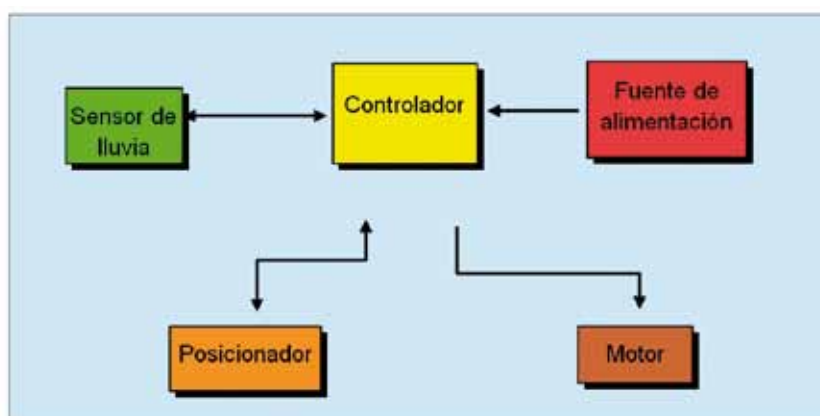 Sensor de
lluvia
Controlador
Fuente de
alimentación
Posicionador
Motor